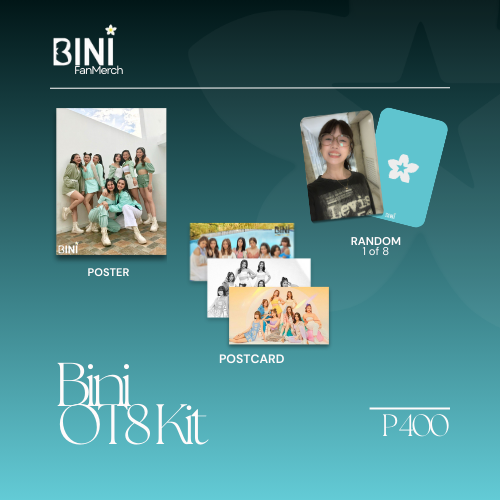 BINI
FanMerch
BINI
POSTER
BINI
POSTCARD
Levi's
BINI
RANDOM
1 of 8
Bini
OT8 Kit
P400